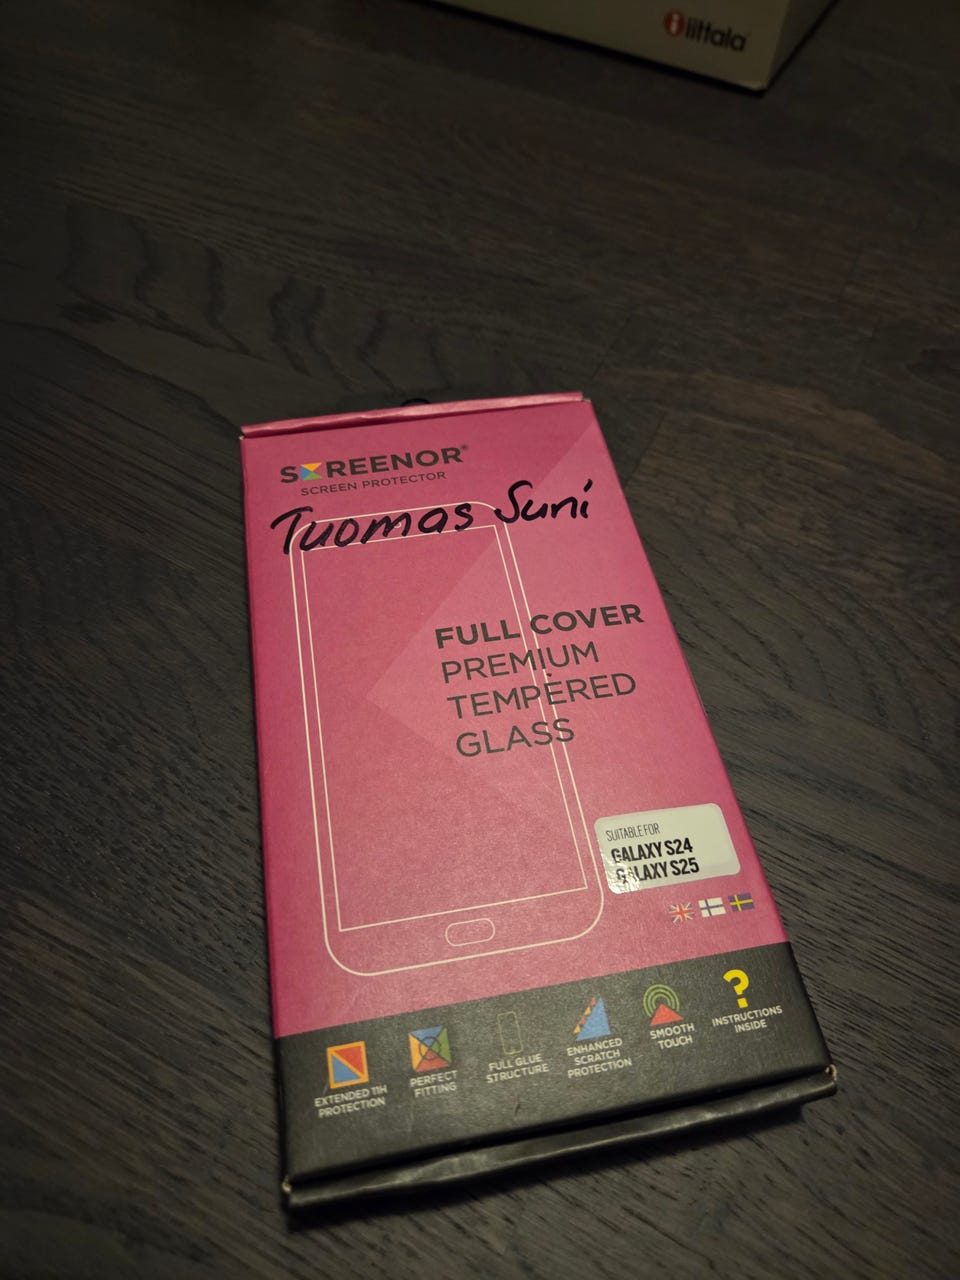 iittala
SCREENOR®
SCREEN PROTECTOR
Tuomas Suni
FULL COVER
PREMIUM
TEMPERED
GLASS
SUITABLE FOR
GALAXY S24
GALAXY S25
EXTENDED 11H
PROTECTION
PERFECT
FITTING
FULL GLUE
STRUCTURE
ENHANCED
SCRATCH
PROTECTION
SMOOTH
TOUCH
?
INSTRUCTIONS
INSIDE